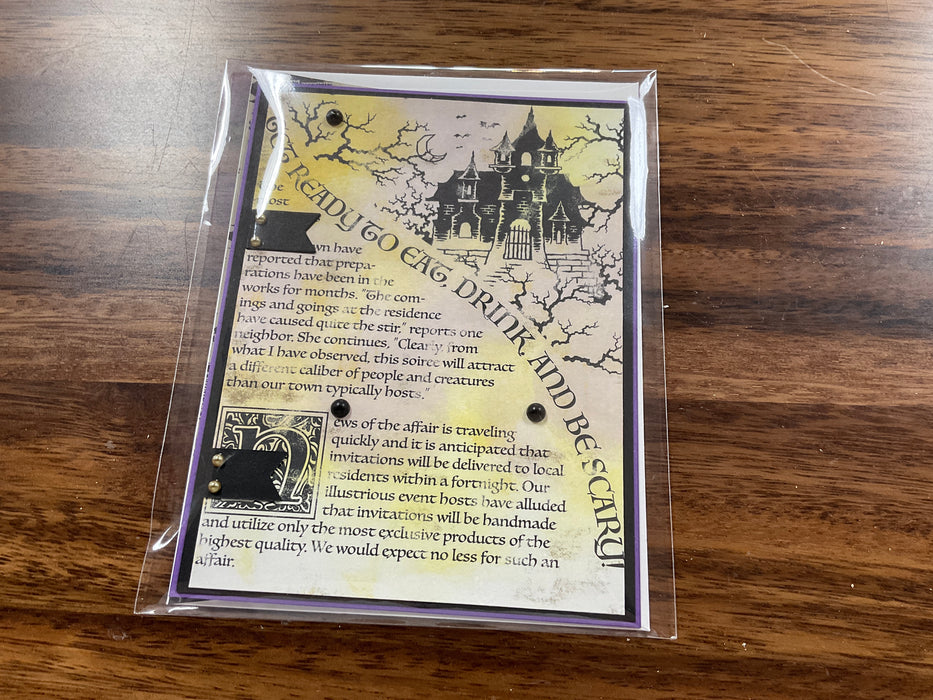 READY TO EAT, DRINK, AND BE SCARY!
have
reported that prepa-
rations have been in the
works for months. "The com-
ings and goings at the residence
have caused quite the stir," reports one
neighbor. She continues, "Clearly, from
what I have observed, this soiree will attract
a different caliber of people and creatures
than our town typically hosts."
News of the affair is traveling
quickly and it is anticipated that
invitations will be delivered to local
residents within a fortnight. Our
illustrious event hosts have alluded
that invitations will be handmade
and utilize only the most exclusive products of the
highest quality. We would expect no less for such an
affair.